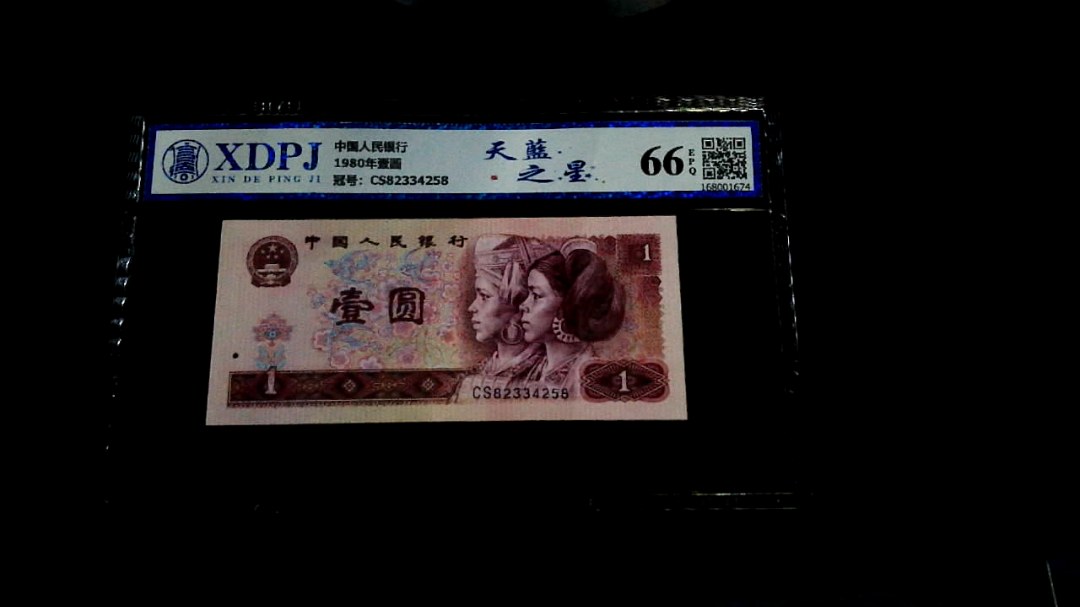 XDPJ
XIN DE PING JI
中国人民银行
1980年壹圆
冠号：CS82334258
天藍
之星
66
EPQ
168001674
中国人民银行
1
壹圆
1
CS82334258
1